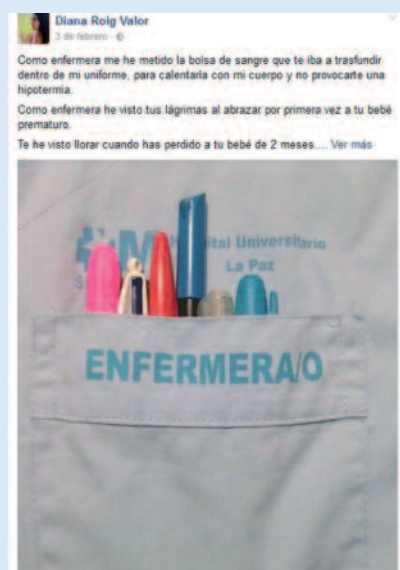 Diana Roig Valor
3 de febrero ·
Como enfermera me he metido la bolsa de sangre que te iba a trasfundir
dentro de mi uniforme, para calentarla con mi cuerpo y no provocarte una
hipotermia.
Como enfermera he visto tus lágrimas al abrazar por primera vez a tu bebé
prematuro.
Te he visto llorar cuando has perdido a tu bebé de 2 meses.... Ver más
Universitario
La Paz
ENFERMERA/O